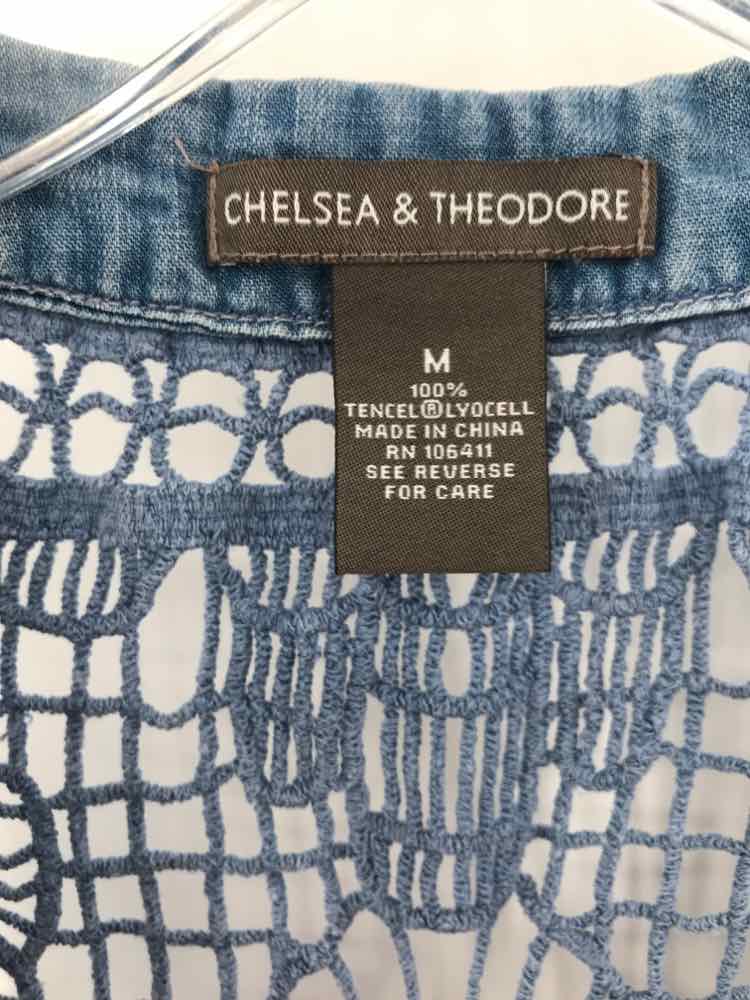 CHELSEA & THEODORE
M
100%
TENCEL®LYOCELL
MADE IN CHINA
RN 106411
SEE REVERSE
FOR CARE